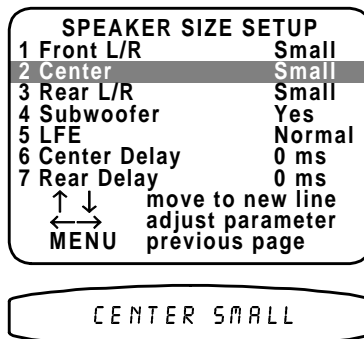 SPEAKER SIZE SETUP
1 Front L/R Small
2 Center Small
3 Rear L/R Small
4 Subwoofer Yes
5 LFE Normal
6 Center Delay 0 ms
7 Rear Delay 0 ms
↑ ↓ move to new line
←→ adjust parameter
MENU previous page
CENTER SMALL